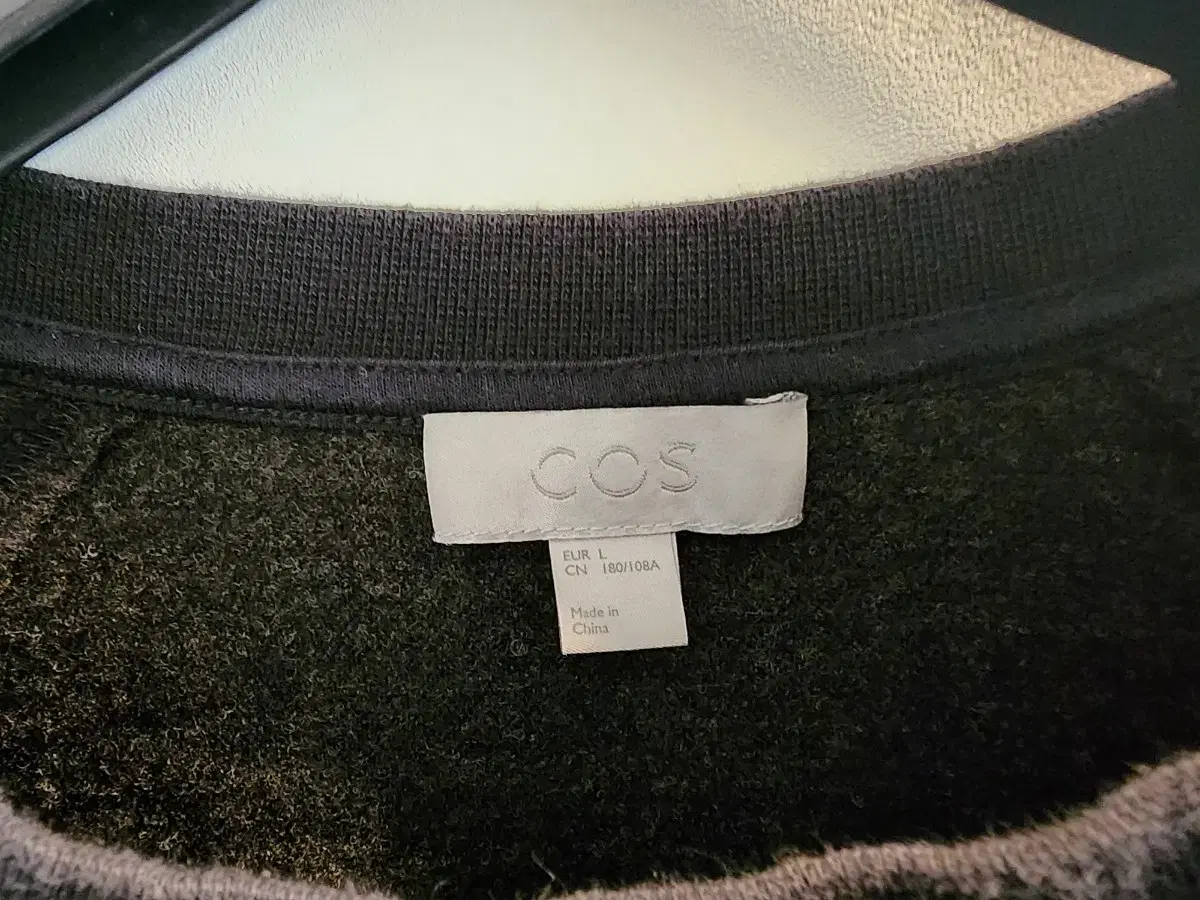 COS
EUR L
CN 180/108A
Made in
China